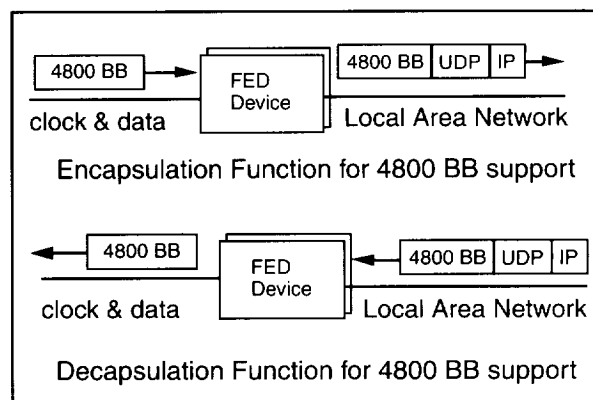 4800 BB
FED
Device
4800 BB UDP IP
clock & data
Local Area Network
Encapsulation Function for 4800 BB support
4800 BB
FED
Device
4800 BB UDP IP
clock & data
Local Area Network
Decapsulation Function for 4800 BB support